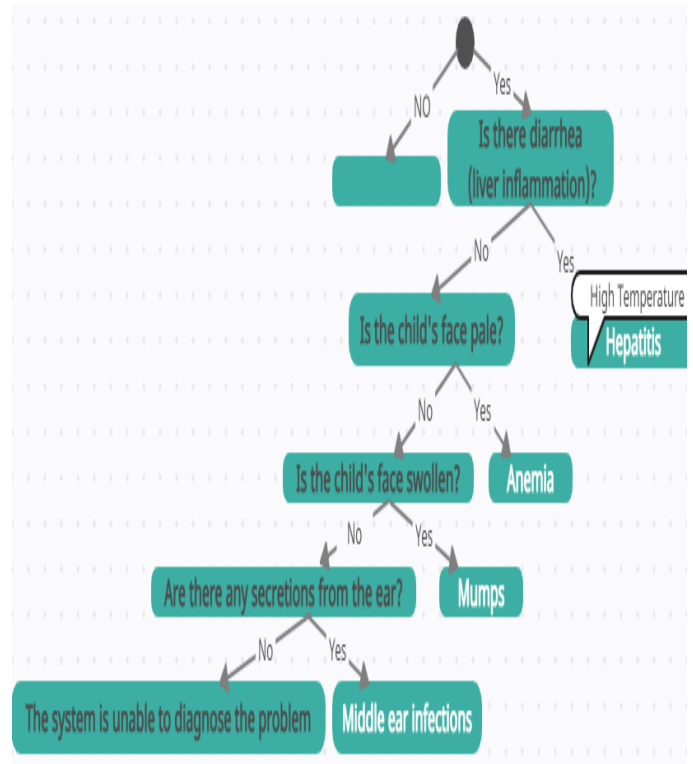 NO
Yes
Is there diarrhea
(liver inflammation)?
No
Yes
High Temperature
Is the child's face pale?
Hepatitis
No
Yes
Is the child's face swollen?
Anemia
No
Yes
Are there any secretions from the ear?
Mumps
No
Yes
The system is unable to diagnose the problem
Middle ear infections